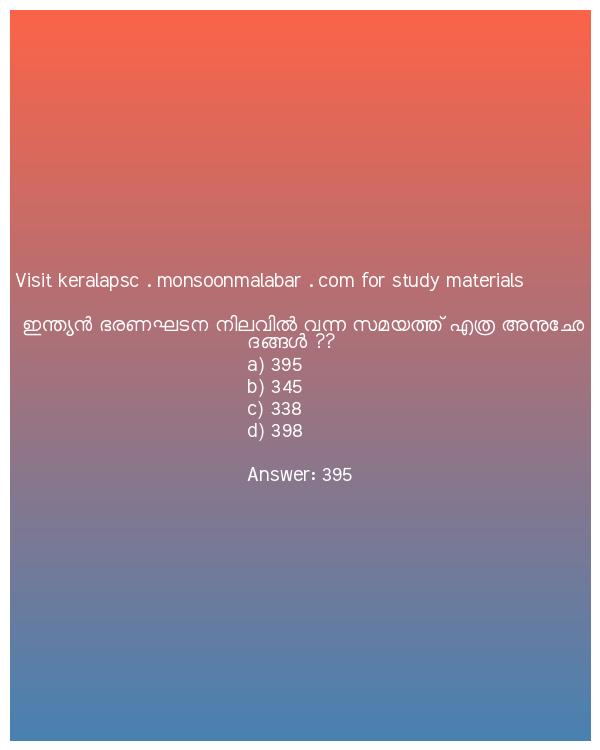 Visit keralapsc . monsoonmalabar . com for study materials
ഇന്ത്യൻ ഭരണഘടന നിലവിൽ വന്ന സമയത്ത് എത്ര അനുഛേ
ദങ്ങൾ ??
a) 395
b) 345
c) 338
d) 398
Answer: 395